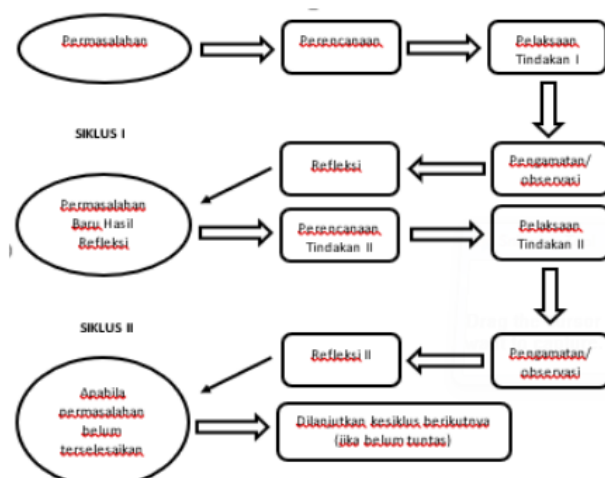 Permasalahan
Perencanaan
Pelaksaan
Tindakan I
SIKLUS I
Refleksi
Pengamatan/
observasi
Permasalahan
Baru Hasil
Refleksi
Perencanaan
Tindakan II
Pelaksaan
Tindakan II
SIKLUS II
Refleksi II
Pengamatan/
observasi
Apabila
permasalahan
belum
terselesaikan
Dilanjutkan kesiklus berikutnya
(jika belum tuntas)